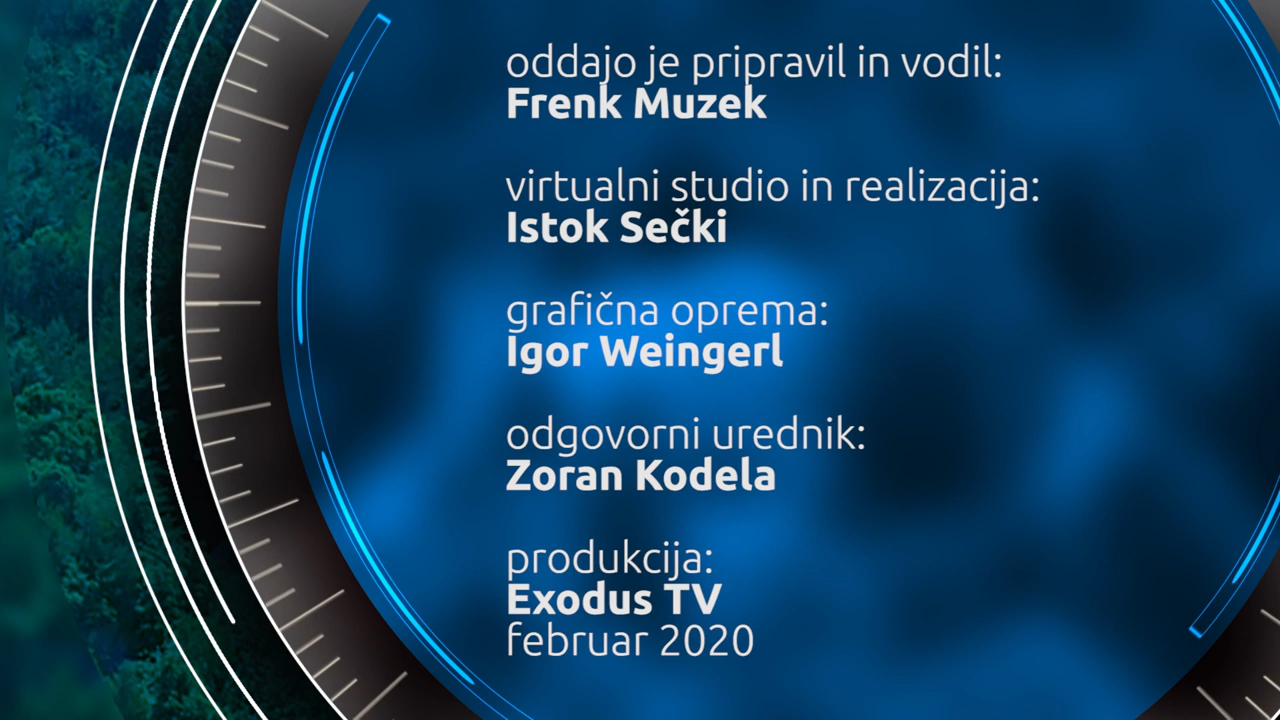 oddajo je pripravil in vodil:
Frenk Muzek
virtualni studio in realizacija:
Istok Sečki
grafična oprema:
Igor Weingerl
odgovorni urednik:
Zoran Kodela
produkcija:
Exodus TV
februar 2020